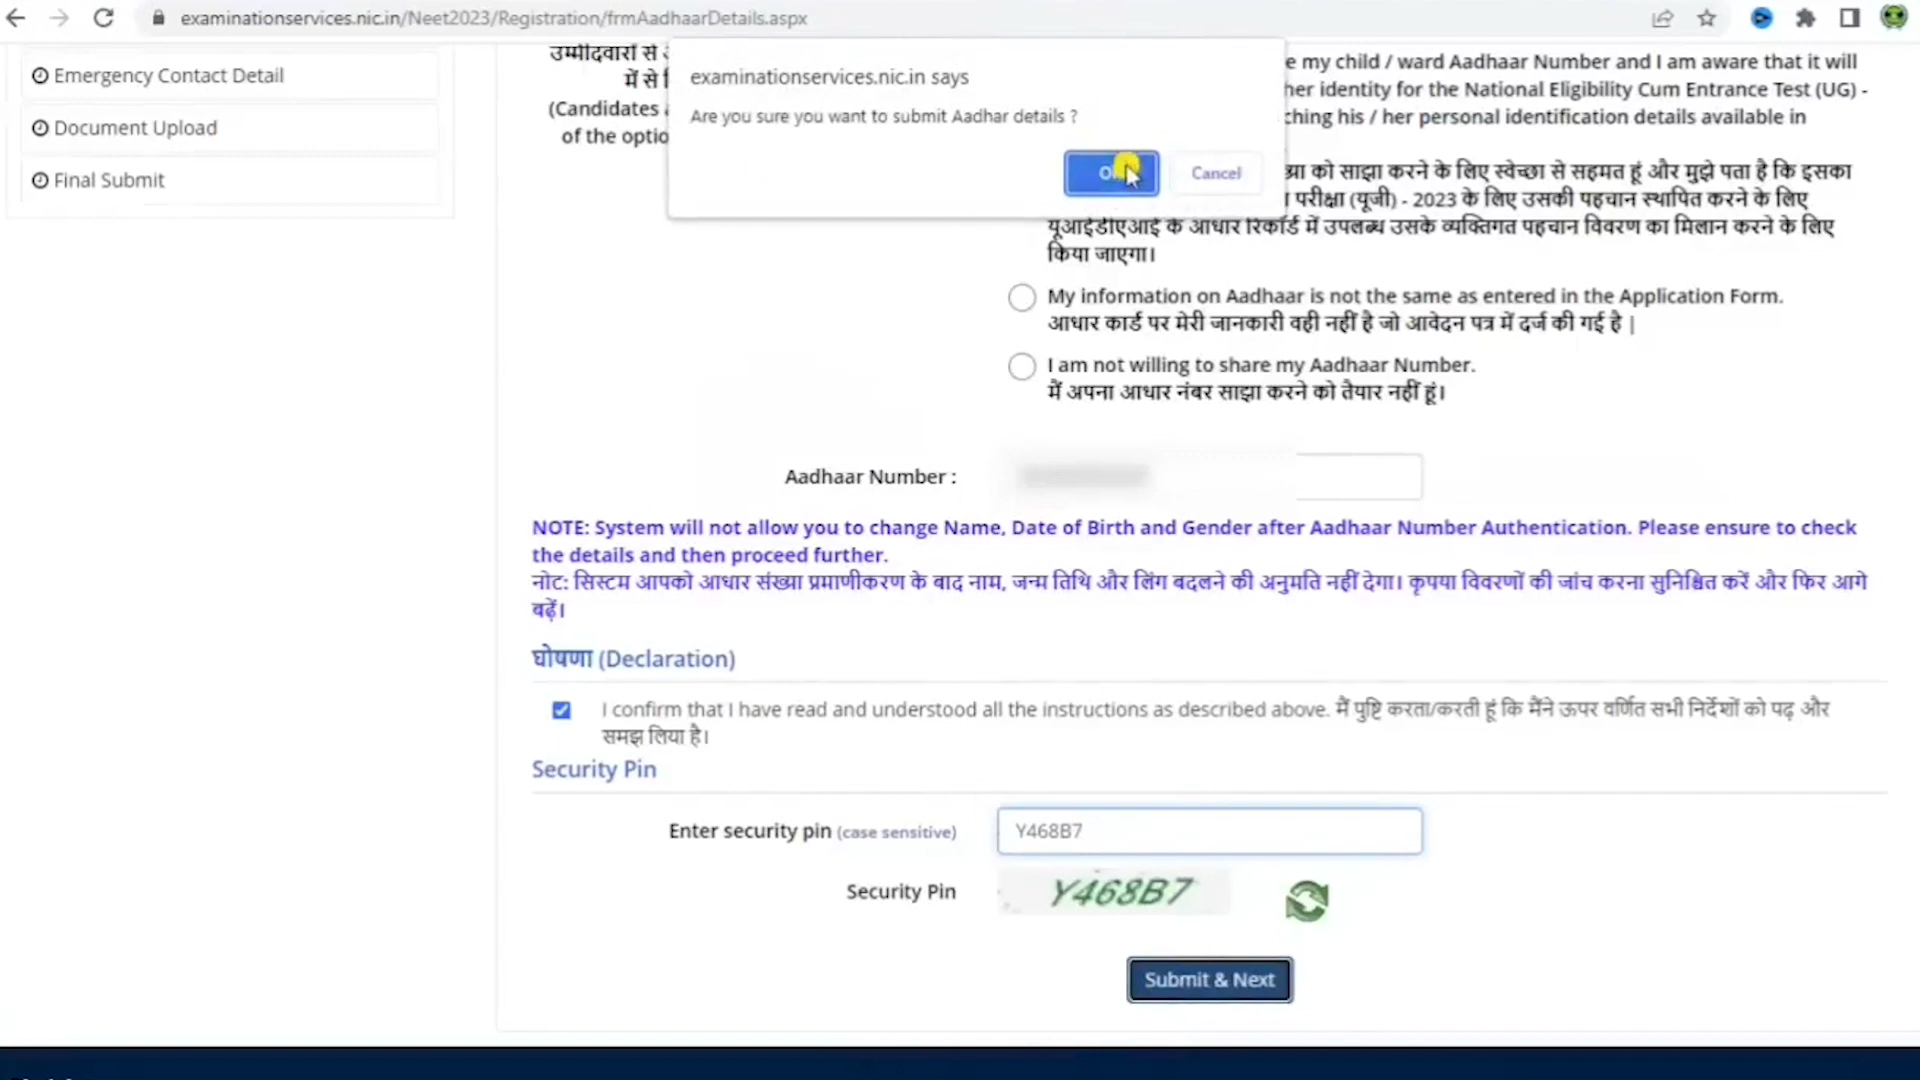 examinationservices.nic.in/Neet2023/Registration/frmAadhaarDetails.aspx
Emergency Contact Detail
Document Upload
Final Submit
उम्मीदवारों से
में से
(Candidates
of the
examinationservices.nic.in says
Are you sure you want to submit Aadhar details ?
Cancel
e my child / ward Aadhaar Number and I am aware that it will
her identity for the National Eligibility Cum Entrance Test (UG) -
ching his / her personal identification details available in
को साझा करने के लिए स्वेच्छा से सहमत हूं और मुझे पता है कि इसका
परीक्षा (यूजी) - 2023 के लिए उसकी पहचान स्थापित करने के लिए
यूआईडीएआई के आधार रिकॉर्ड में उपलब्ध उसके व्यक्तिगत पहचान विवरण का मिलान करने के लिए
किया जाएगा।
My information on Aadhaar is not the same as entered in the Application Form.
आधार कार्ड पर मेरी जानकारी वही नहीं है जो आवेदन पत्र में दर्ज की गई है |
I am not willing to share my Aadhaar Number.
मैं अपना आधार नंबर साझा करने को तैयार नहीं हूं।
Aadhaar Number :
NOTE: System will not allow you to change Name, Date of Birth and Gender after Aadhaar Number Authentication. Please ensure to check
the details and then proceed further.
नोट: सिस्टम आपको आधार संख्या प्रमाणीकरण के बाद नाम, जन्म तिथि और लिंग बदलने की अनुमति नहीं देगा। कृपया विवरणों की जांच करना सुनिश्चित करें और फिर आगे
बढ़ें।
घोषणा (Declaration)
I confirm that I have read and understood all the instructions as described above. मैं पुष्टि करता/करती हूं कि मैंने ऊपर वर्णित सभी निर्देशों को पढ़ और
समझ लिया है।
Security Pin
Enter security pin (case sensitive)
Y468B7
Security Pin
Y468B7
Submit & Next